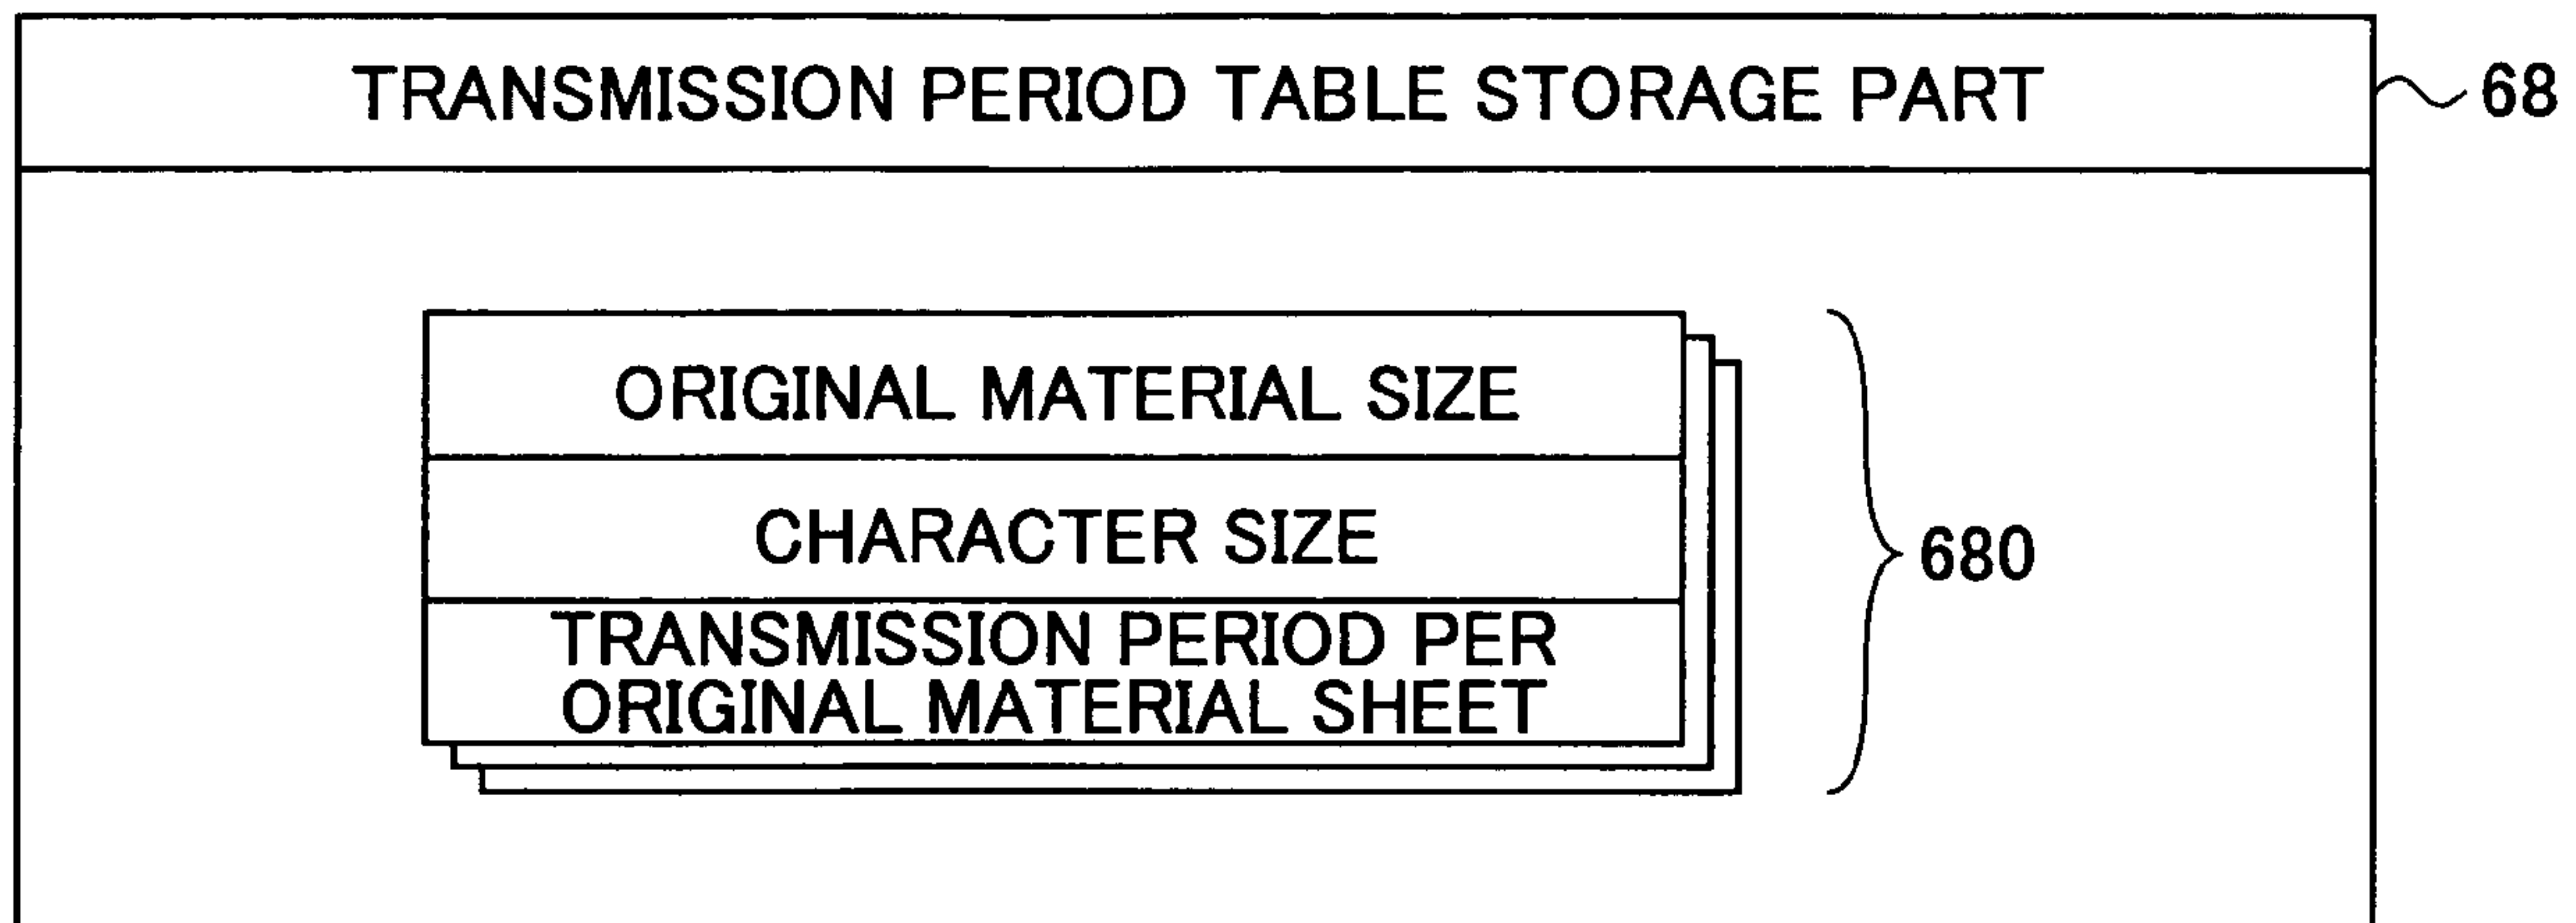 TRANSMISSION PERIOD TABLE STORAGE PART
68
ORIGINAL MATERIAL SIZE
CHARACTER SIZE
680
TRANSMISSION PERIOD PER
ORIGINAL MATERIAL SHEET